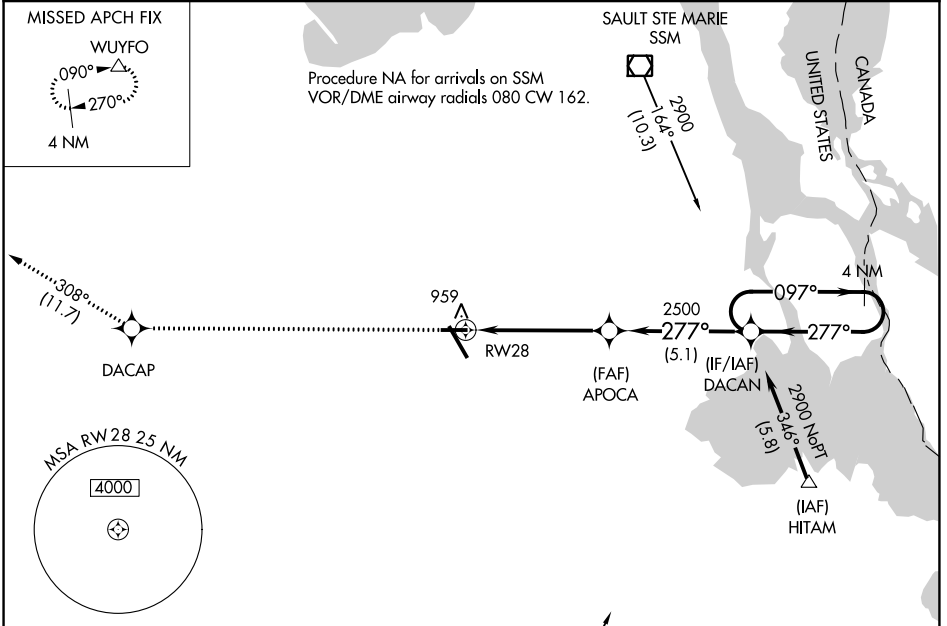 MISSED APCH FIX
WUYFO
090°
270°
4 NM
Procedure NA for arrivals on SSM
VOR/DME airway radials 080 CW 162.
SAULT STE MARIE
SSM
2900
164°
(10.3)
CANADA
UNITED STATES
308°
(11.7)
DACAP
959
RW28
2500
277°
(5.1)
(FAF)
APOCA
(IF/IAF)
DACAN
4 NM
097°
277°
2900 NoPT
346°
(5.8)
(IAF)
HITAM
MSA RW28 25 NM
4000